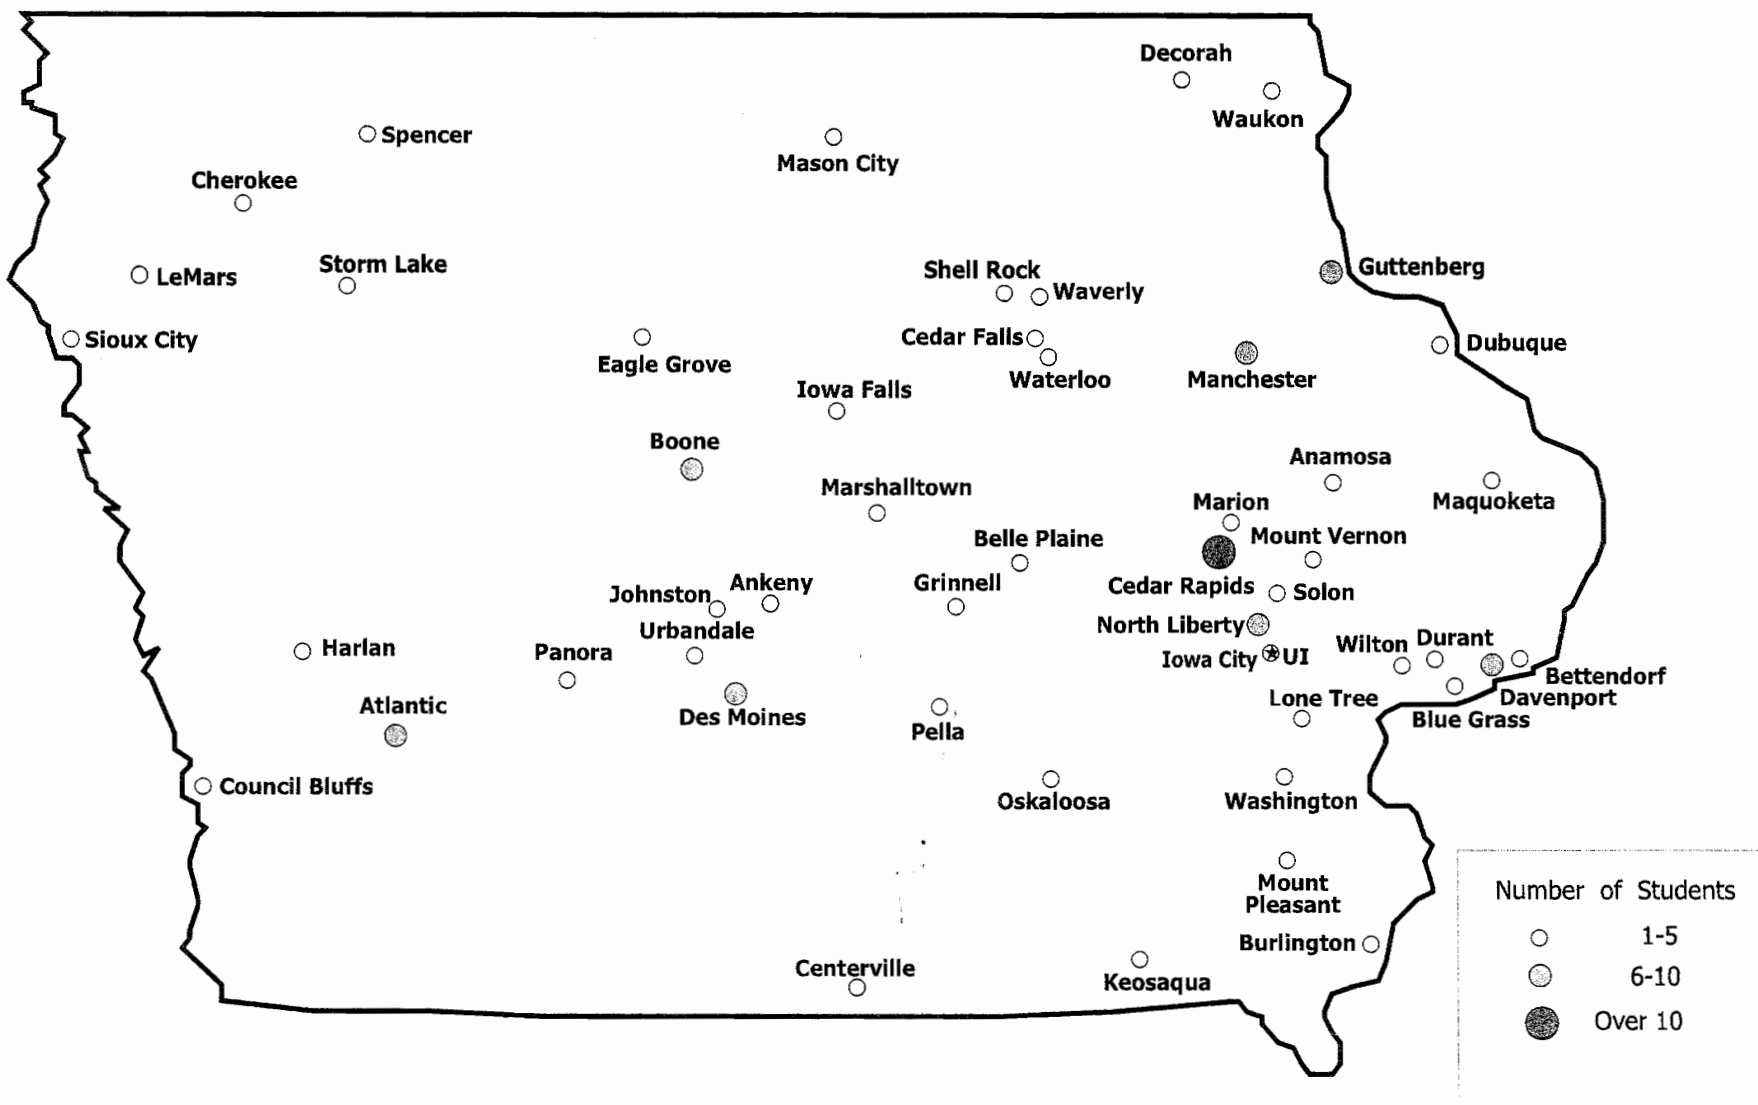 Decorah
Waukon
Spencer
Mason City
Cherokee
Storm Lake
LeMars
Shell Rock
Waverly
Guttenberg
Sioux City
Eagle Grove
Cedar Falls
Waterloo
Manchester
Dubuque
Iowa Falls
Boone
Marshalltown
Anamosa
Maquoketa
Marion
Belle Plaine
Mount Vernon
Johnston
Ankeny
Grinnell
Cedar Rapids
Solon
Urbandale
North Liberty
Harlan
Panora
Iowa City
UI
Wilton
Durant
Bettendorf
Atlantic
Des Moines
Pella
Lone Tree
Davenport
Blue Grass
Council Bluffs
Oskaloosa
Washington
Mount
Pleasant
Burlington
Centerville
Keosaqua
Number of Students
1-5
6-10
Over 10